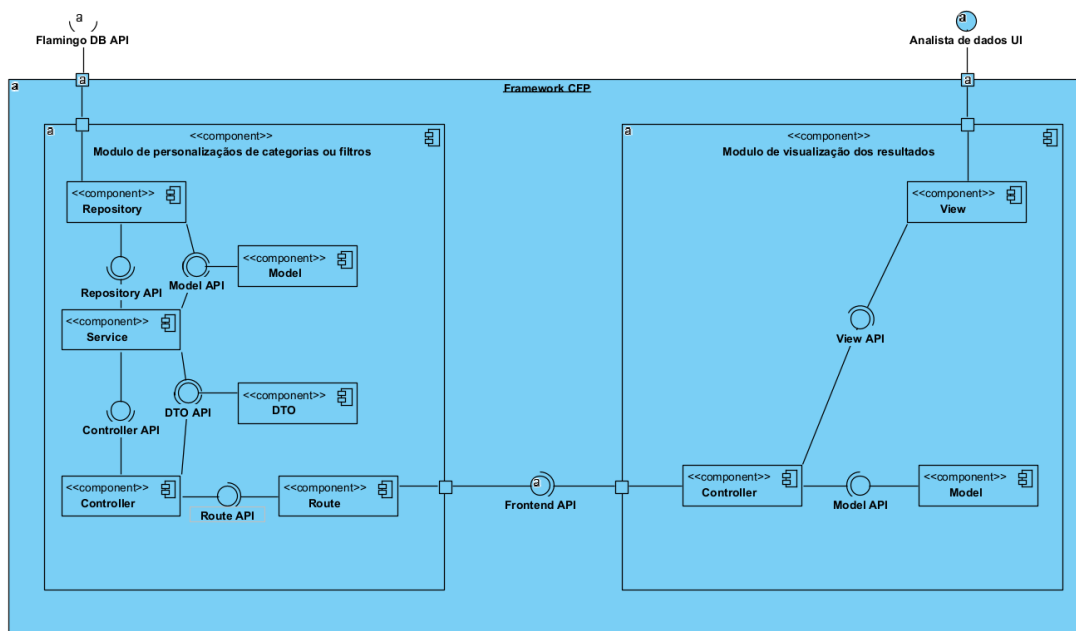 a
Flamingo DB API
a
Analista de dados UI
a
a
a
Framework CFP
a
<<component>>
Modulo de personalizaçãos de categorias ou filtros
a
<<component>>
Modulo de visualização dos resultados
<<component>>
Repository
<<component>>
View
<<component>>
Model
Model API
Repository API
<<component>>
Service
View API
<<component>>
DTO
DTO API
Controller API
<<component>>
Controller
Route API
<<component>>
Route
a
Frontend API
<<component>>
Controller
Model API
<<component>>
Model